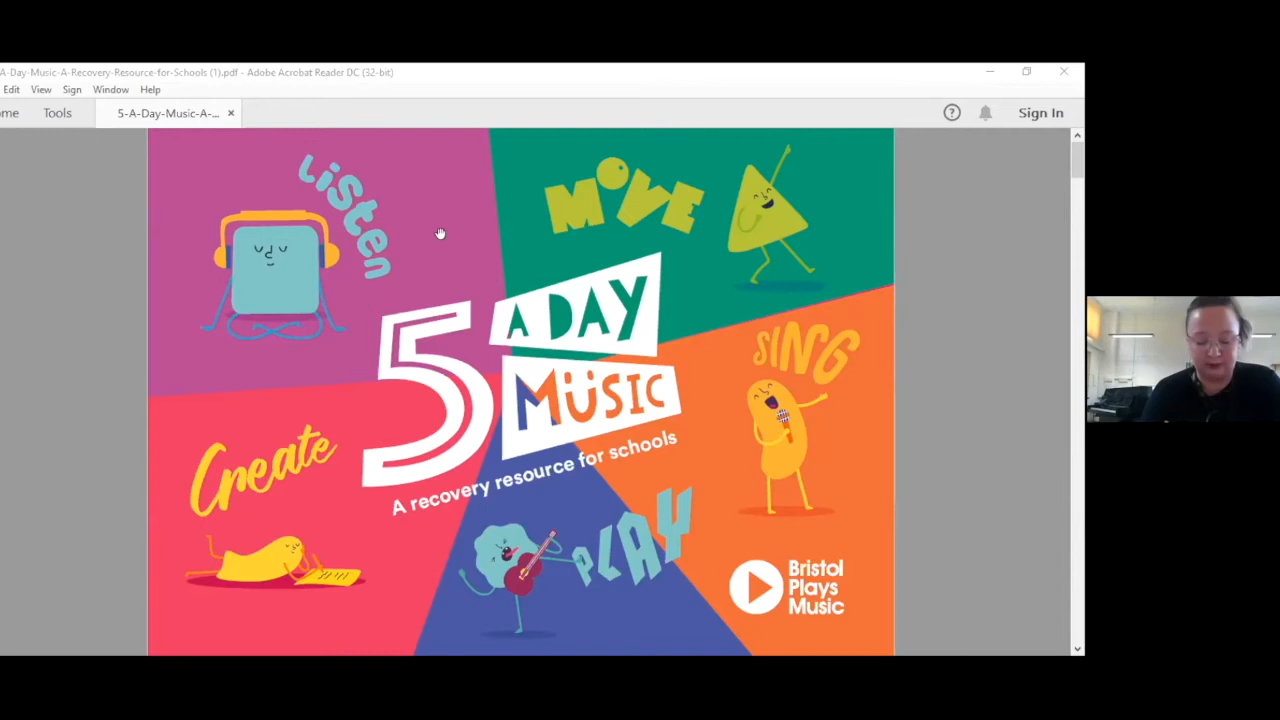 A-Day-Music-A-Recovery-Resource-for-Schools (1).pdf - Adobe Acrobat Reader DC (32-bit)
Edit View Sign Window Help
ome Tools 5-A-Day-Music-A-... × ? Sign In
Listen
MOVE
5 A DAY
MÜSIC
A recovery resource for schools
SING
Create
PLAY
Bristol
Plays
Music